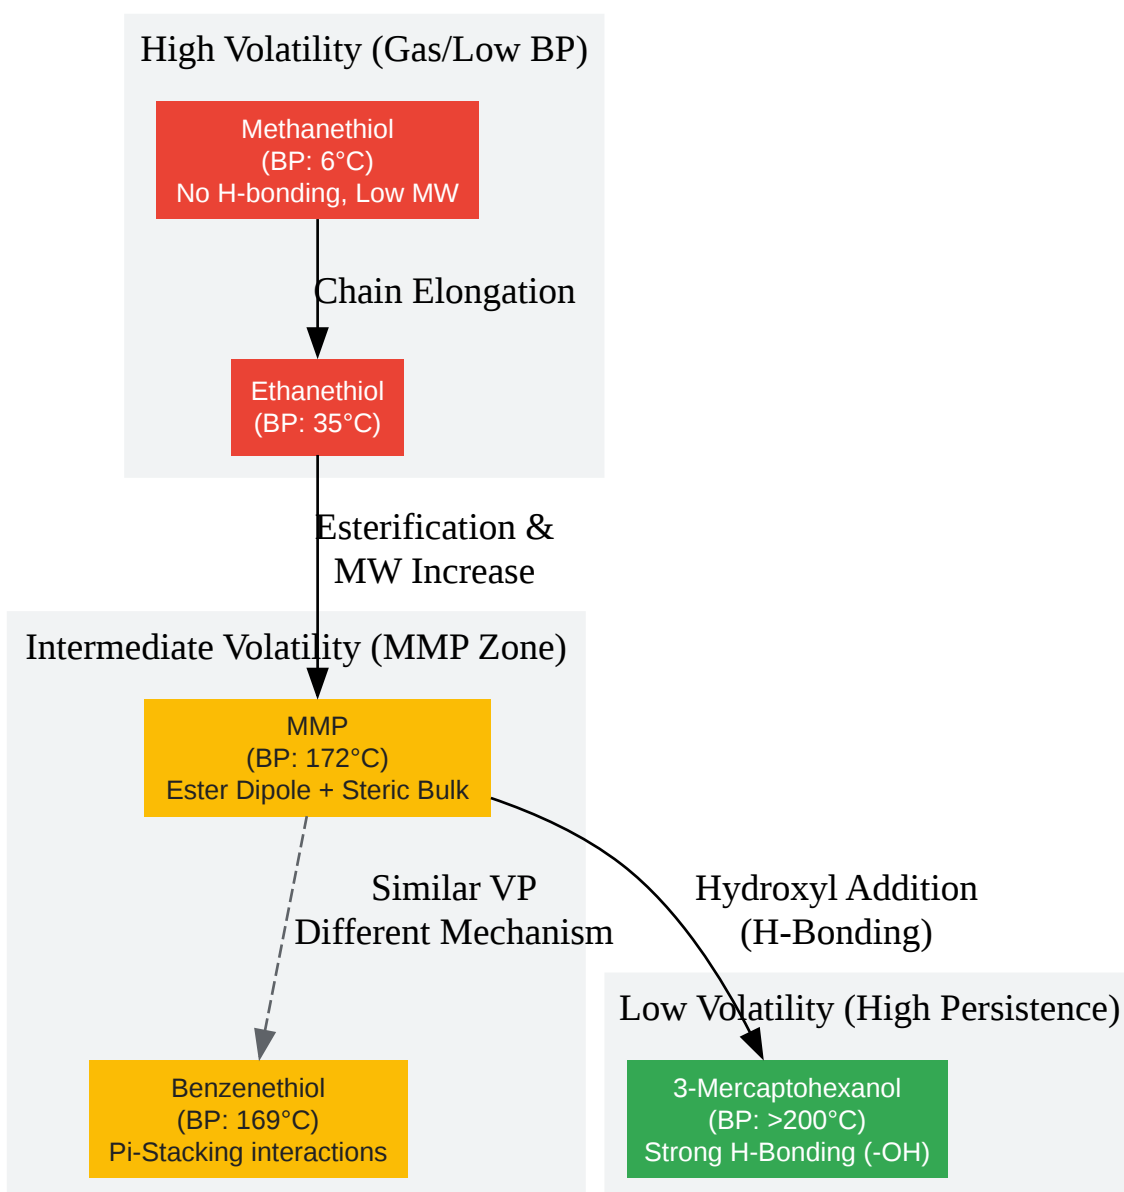 High Volatility (Gas/Low BP)
Methanethiol
(BP: 6°C)
No H-bonding, Low MW
Chain Elongation
Ethanethiol
(BP: 35°C)
Esterification &
MW Increase
Intermediate Volatility (MMP Zone)
MMP
(BP: 172°C)
Ester Dipole + Steric Bulk
Similar VP
Different Mechanism
Hydroxyl Addition
(H-Bonding)
Low Volatility (High Persistence)
Benzenethiol
(BP: 169°C)
Pi-Stacking interactions
3-Mercaptohexanol
(BP: >200°C)
Strong H-Bonding (-OH)